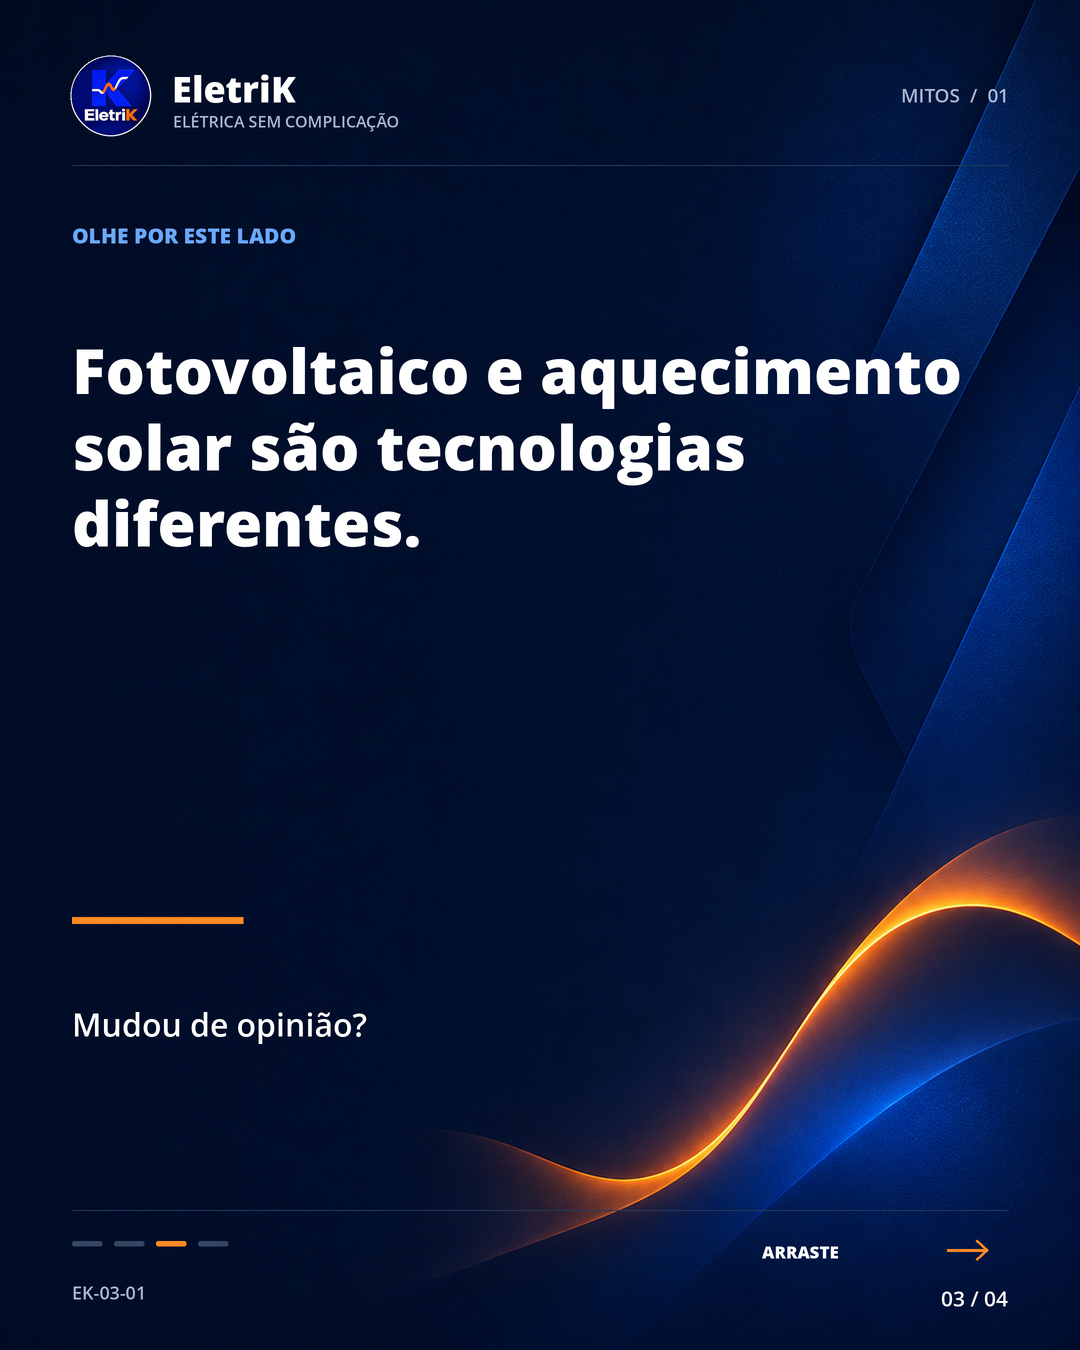 K
EletriK
EletriK
ELÉTRICA SEM COMPLICAÇÃO
MITOS / 01
OLHE POR ESTE LADO
Fotovoltaico e aquecimento
solar são tecnologias
diferentes.
Mudou de opinião?
ARRASTE
EK-03-01
03 / 04